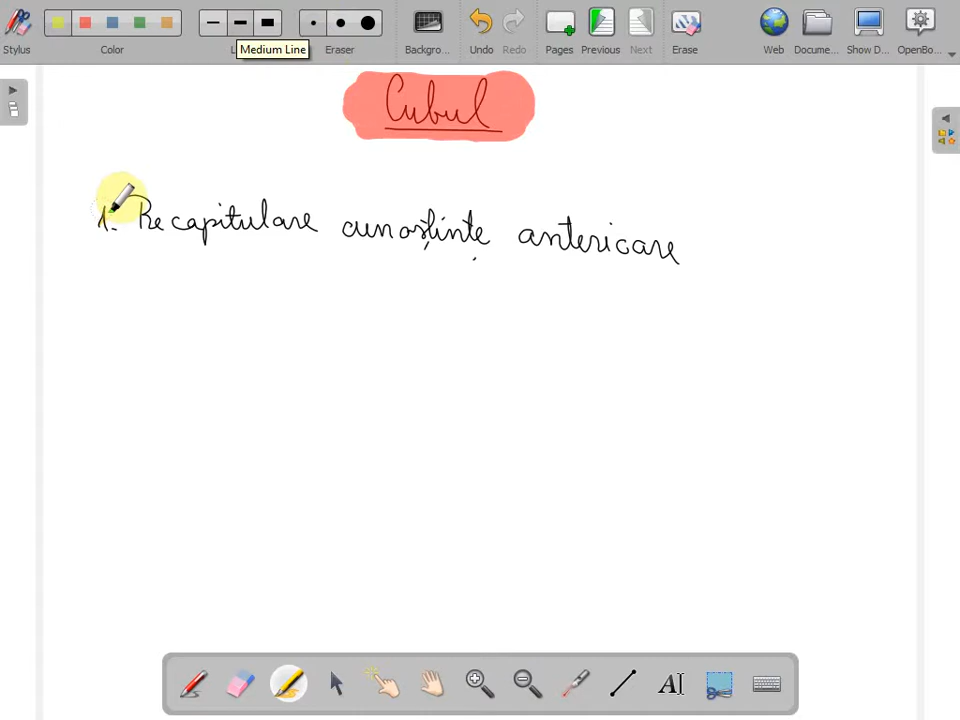 Stylus
Color
L
Eraser
Backgro...
Undo
Redo
Pages
Previous
Next
Erase
Web
Docume...
Show D...
OpenBo...
Medium Line
Cubul
1. Recapitulare cunoștințe anterioare